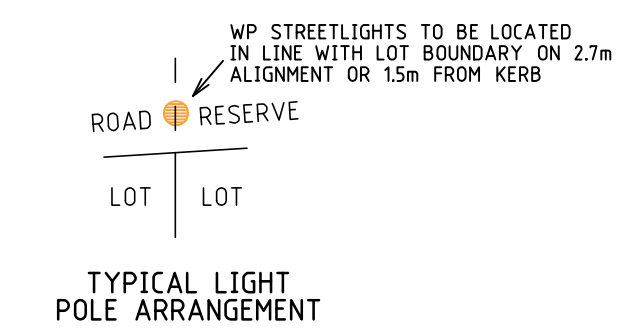 WP STREETLIGHTS TO BE LOCATED
IN LINE WITH LOT BOUNDARY ON 2.7m
ALIGNMENT OR 1.5m FROM KERB
ROAD RESERVE
LOT LOT
TYPICAL LIGHT
POLE ARRANGEMENT